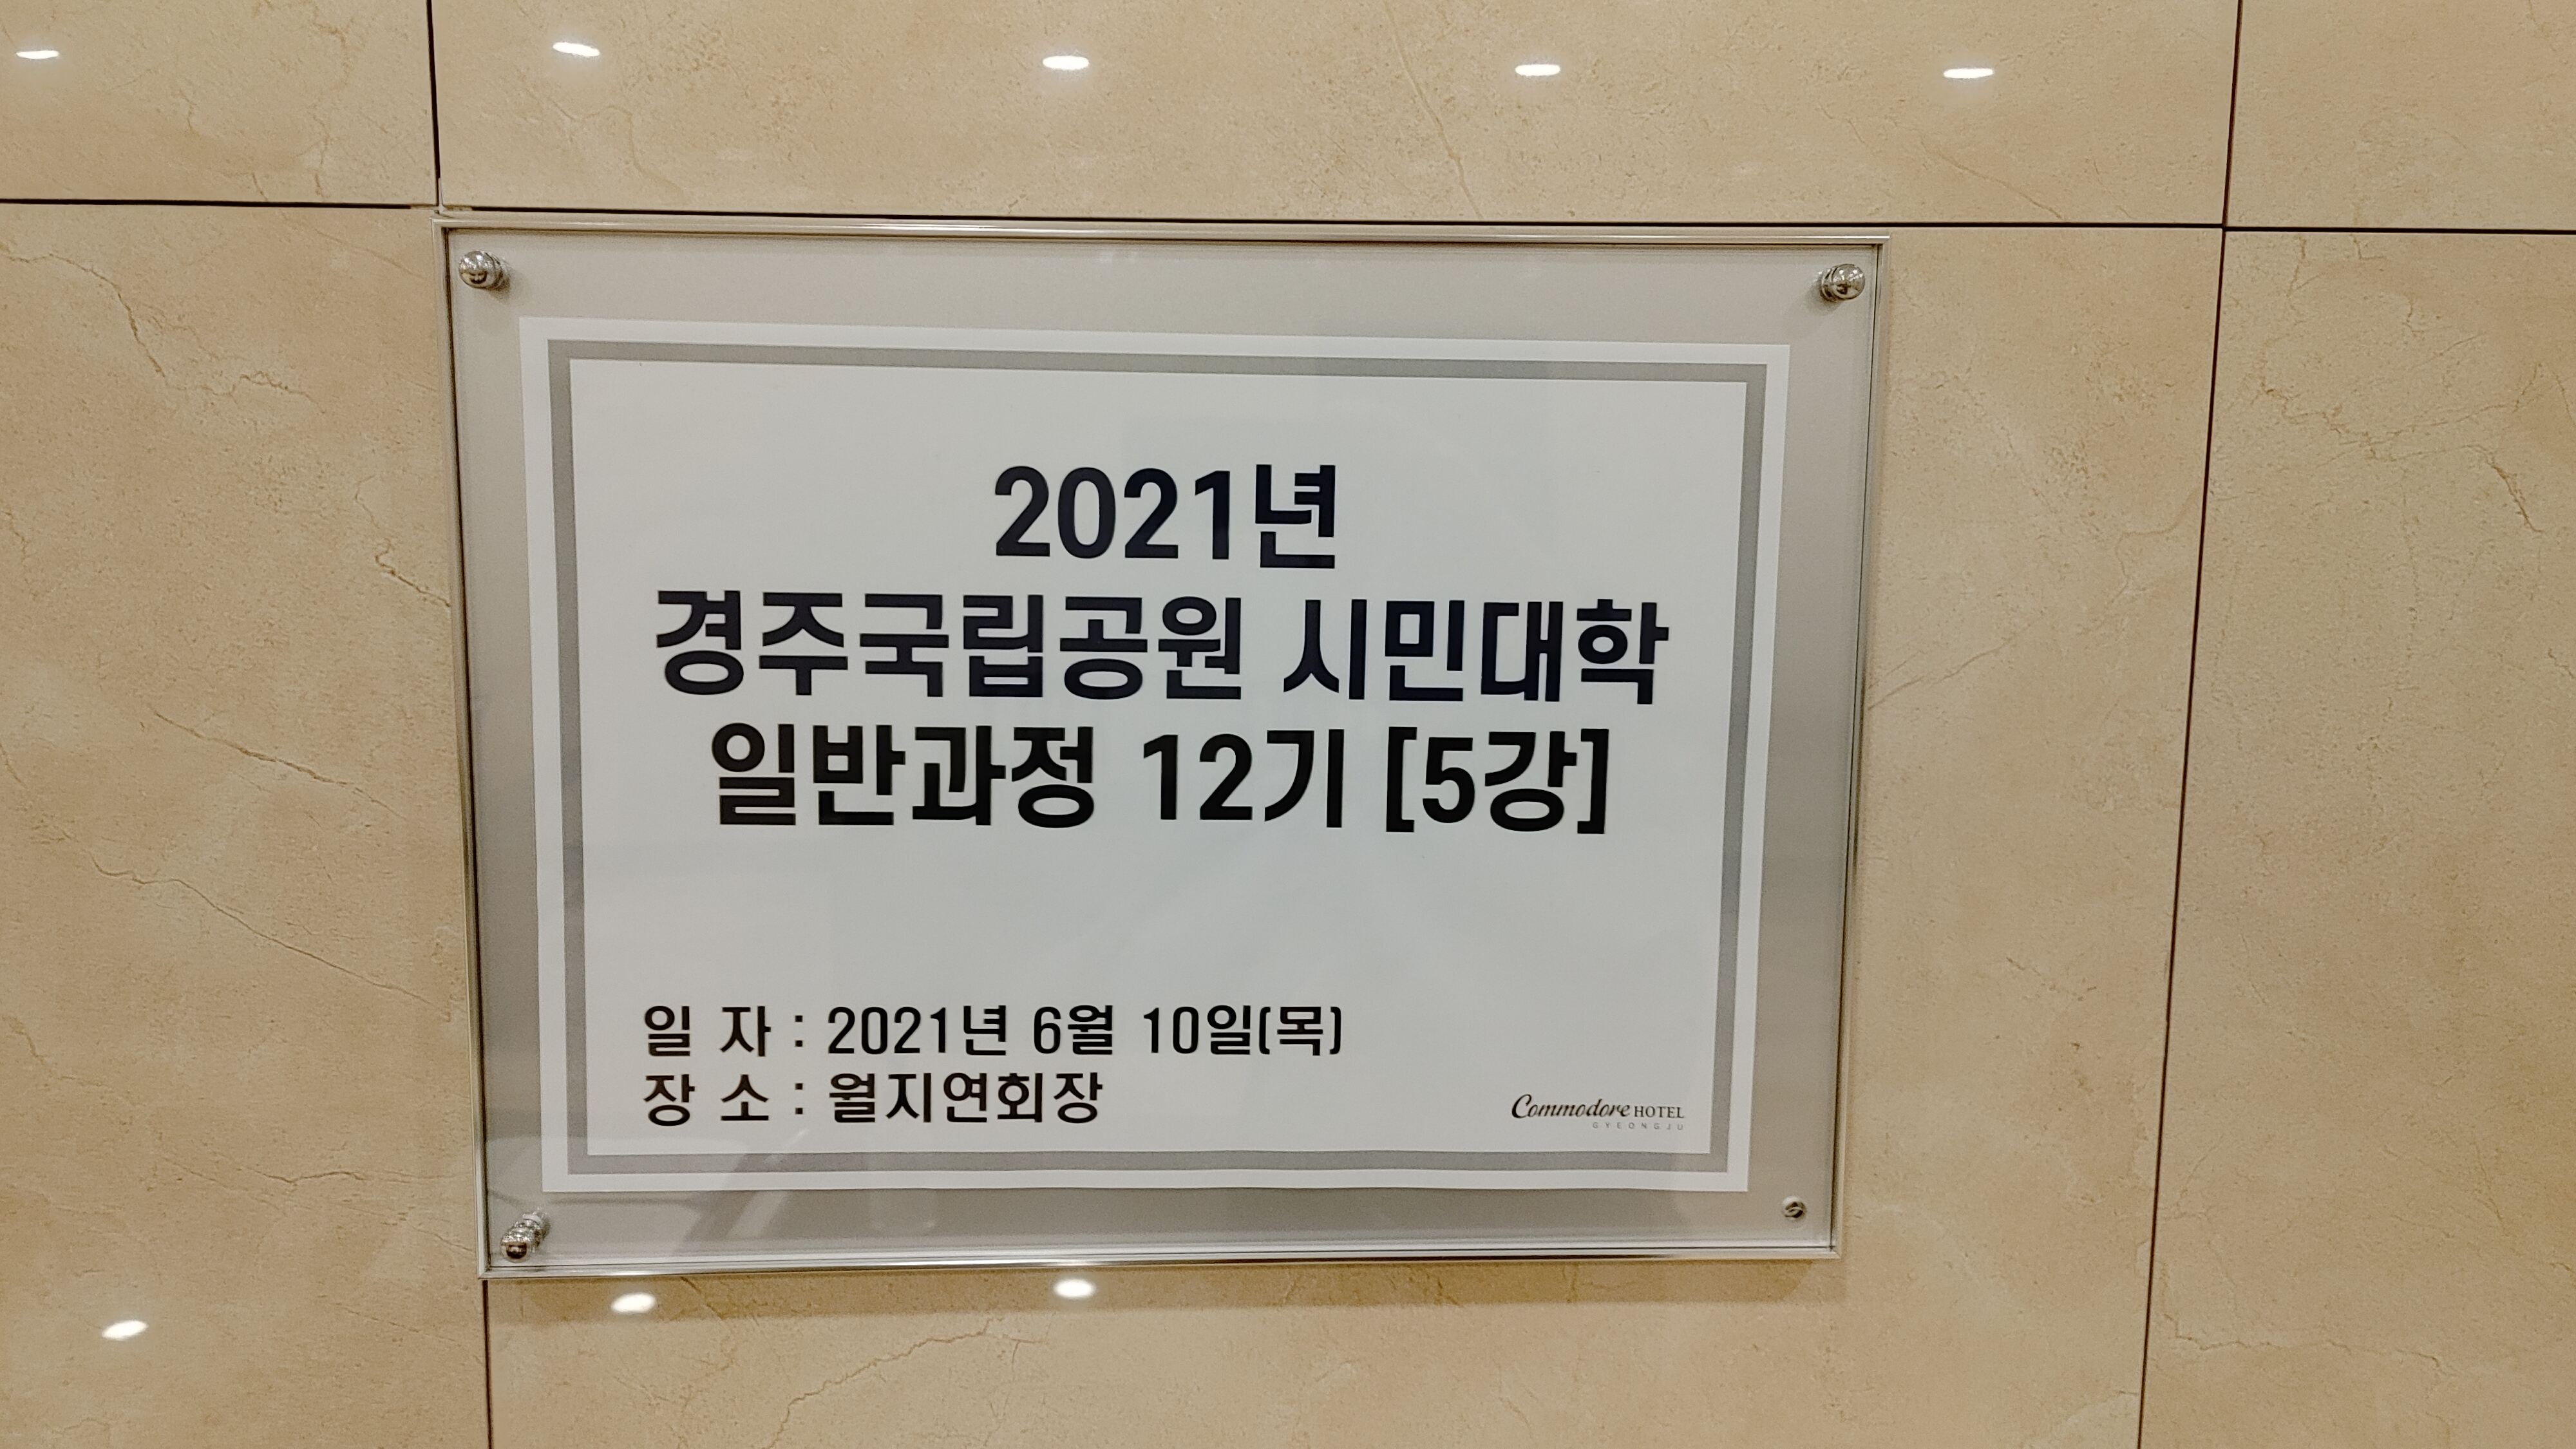 2021년
경주국립공원 시민대학
일반과정 12기 [5강]
일 자 : 2021년 6월 10일(목)
장 소 : 월지연회장
Commodore HOTEL
GYEONGJU